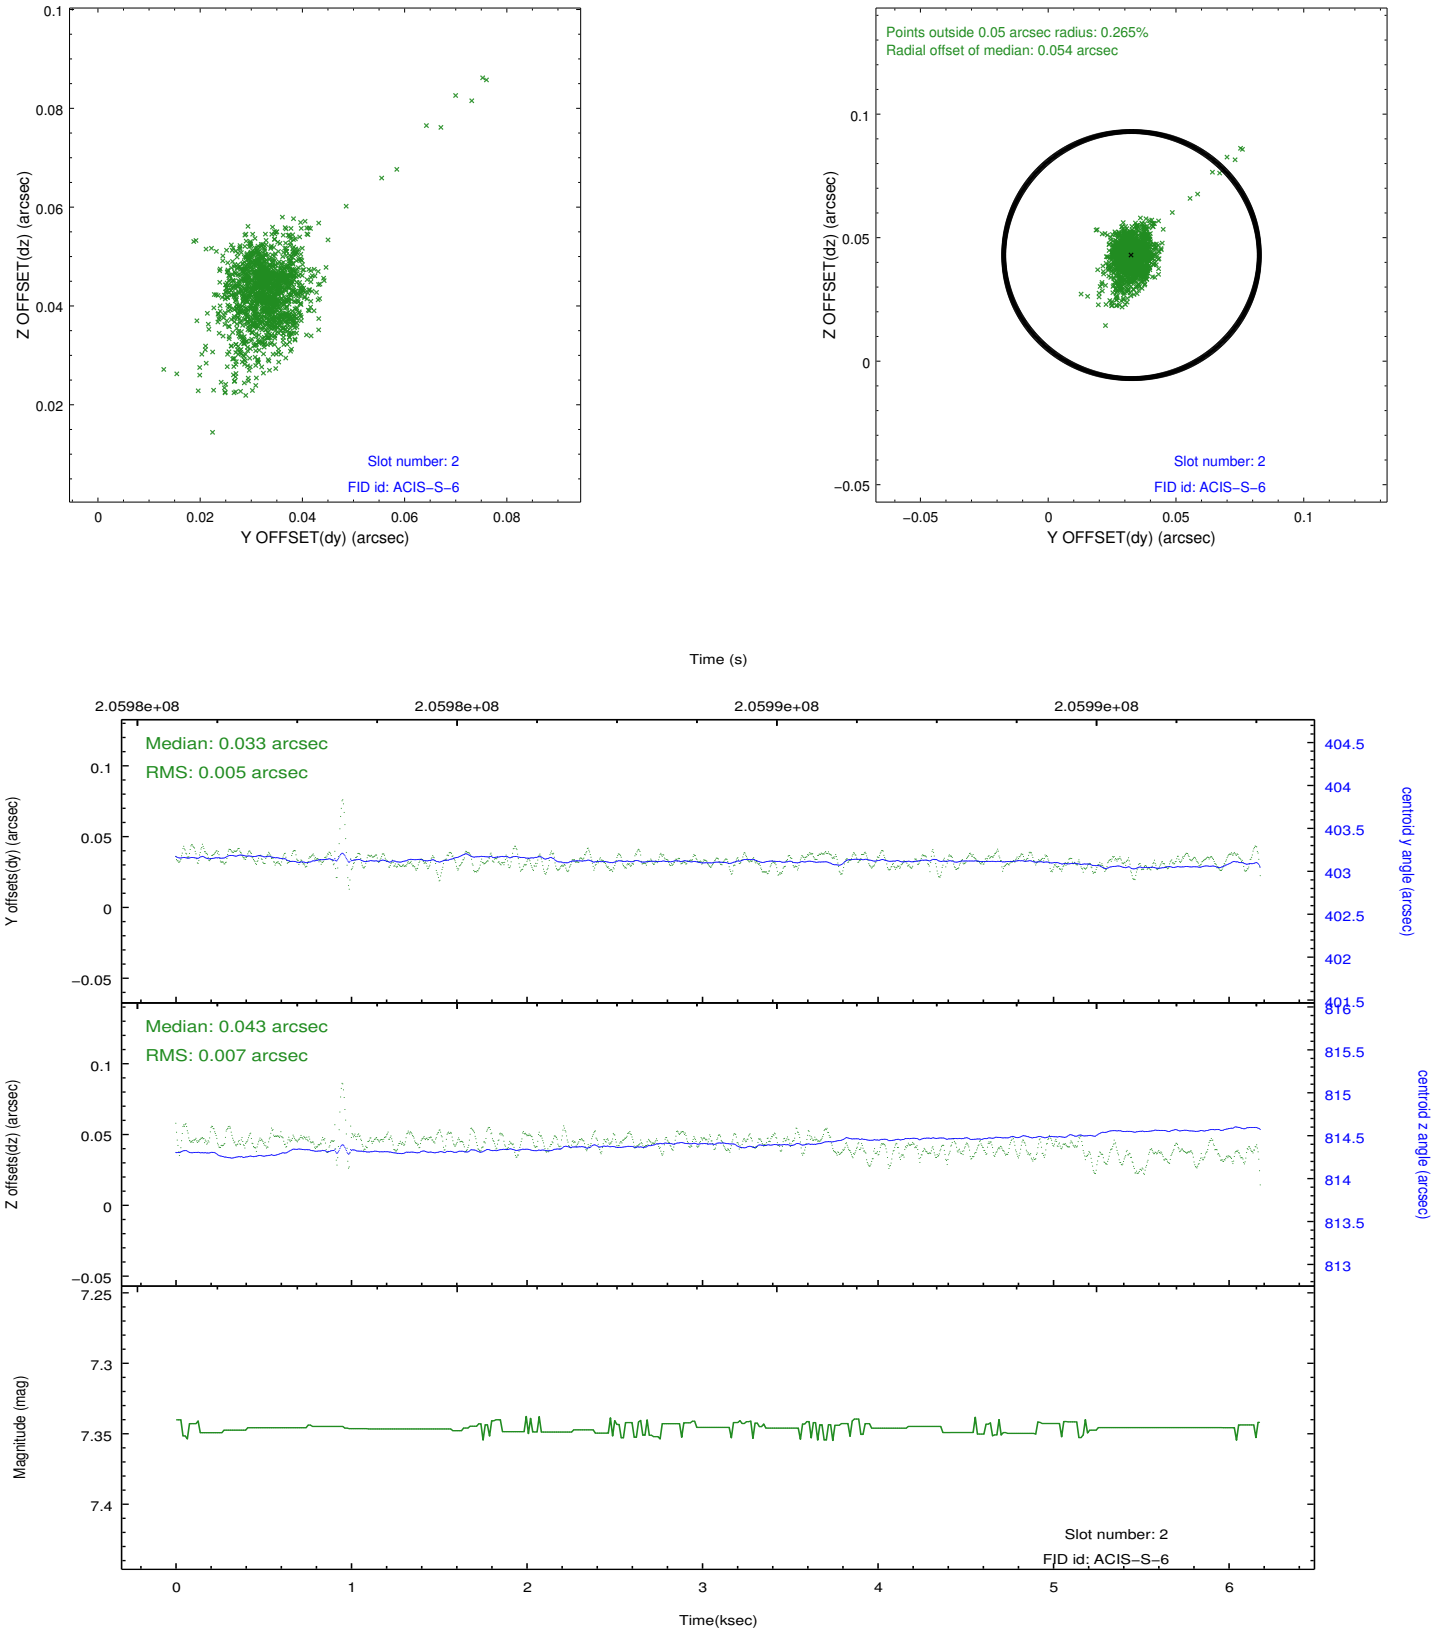 0.1
0.08
0.06
0.04
0.02
Z OFFSET(dz) (arcsec)
Slot number: 2
FID id: ACIS−S−6
0 0.02 0.04 0.06 0.08
Y OFFSET(dy) (arcsec)
Points outside 0.05 arcsec radius: 0.265%
Radial offset of median: 0.054 arcsec
0.1
0.05
0
−0.05
Z OFFSET(dz) (arcsec)
Slot number: 2
FID id: ACIS−S−6
−0.05 0 0.05 0.1
Y OFFSET(dy) (arcsec)
Time (s)
2.0598e+08 2.0598e+08 2.0599e+08 2.0599e+08
Median: 0.033 arcsec
RMS: 0.005 arcsec
0.1
0.05
0
−0.05
Y offsets(dy) (arcsec)
404.5
404
403.5
403
402.5
402
401.5
centroid y angle (arcsec)
Median: 0.043 arcsec
RMS: 0.007 arcsec
0.1
0.05
0
−0.05
Z offsets(dz) (arcsec)
816
815.5
815
814.5
814
813.5
813
centroid z angle (arcsec)
7.25
7.3
7.35
7.4
Magnitude (mag)
Slot number: 2
FID id: ACIS−S−6
0 1 2 3 4 5 6
Time(ksec)